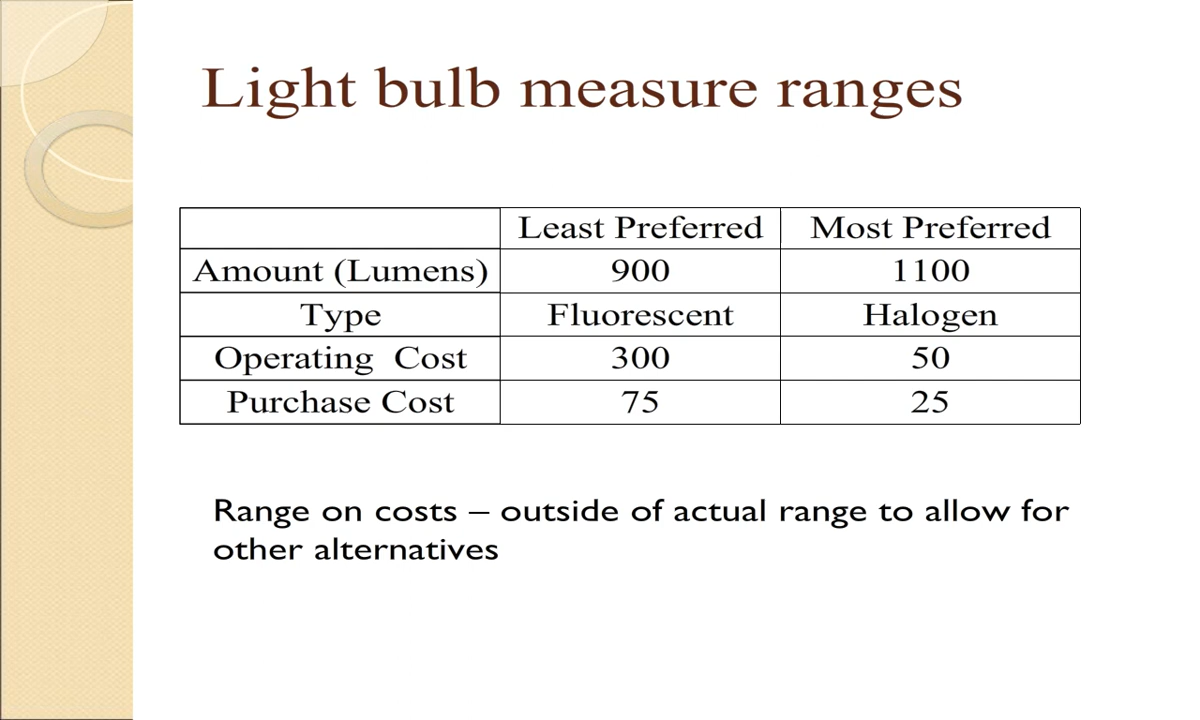 Light bulb measure ranges
Least Preferred Most Preferred
Amount (Lumens) 900 1100
Type Fluorescent Halogen
Operating Cost 300 50
Purchase Cost 75 25
Range on costs – outside of actual range to allow for
other alternatives